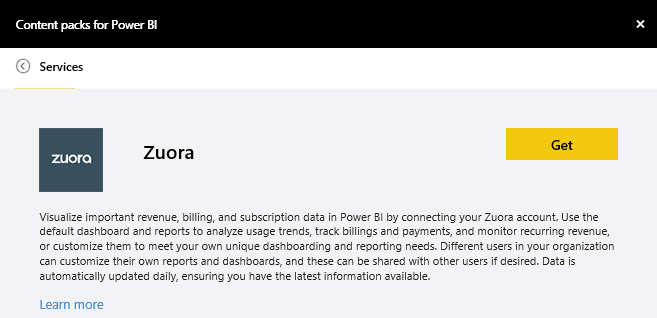 Content packs for Power BI
Services
zuora
Zuora
Get
Visualize important revenue, billing, and subscription data in Power BI by connecting your Zuora account. Use the
default dashboard and reports to analyze usage trends, track billings and payments, and monitor recurring revenue,
or customize them to meet your own unique dashboarding and reporting needs. Different users in your organization
can customize their own reports and dashboards, and these can be shared with other users if desired. Data is
automatically updated daily, ensuring you have the latest information available.
Learn more